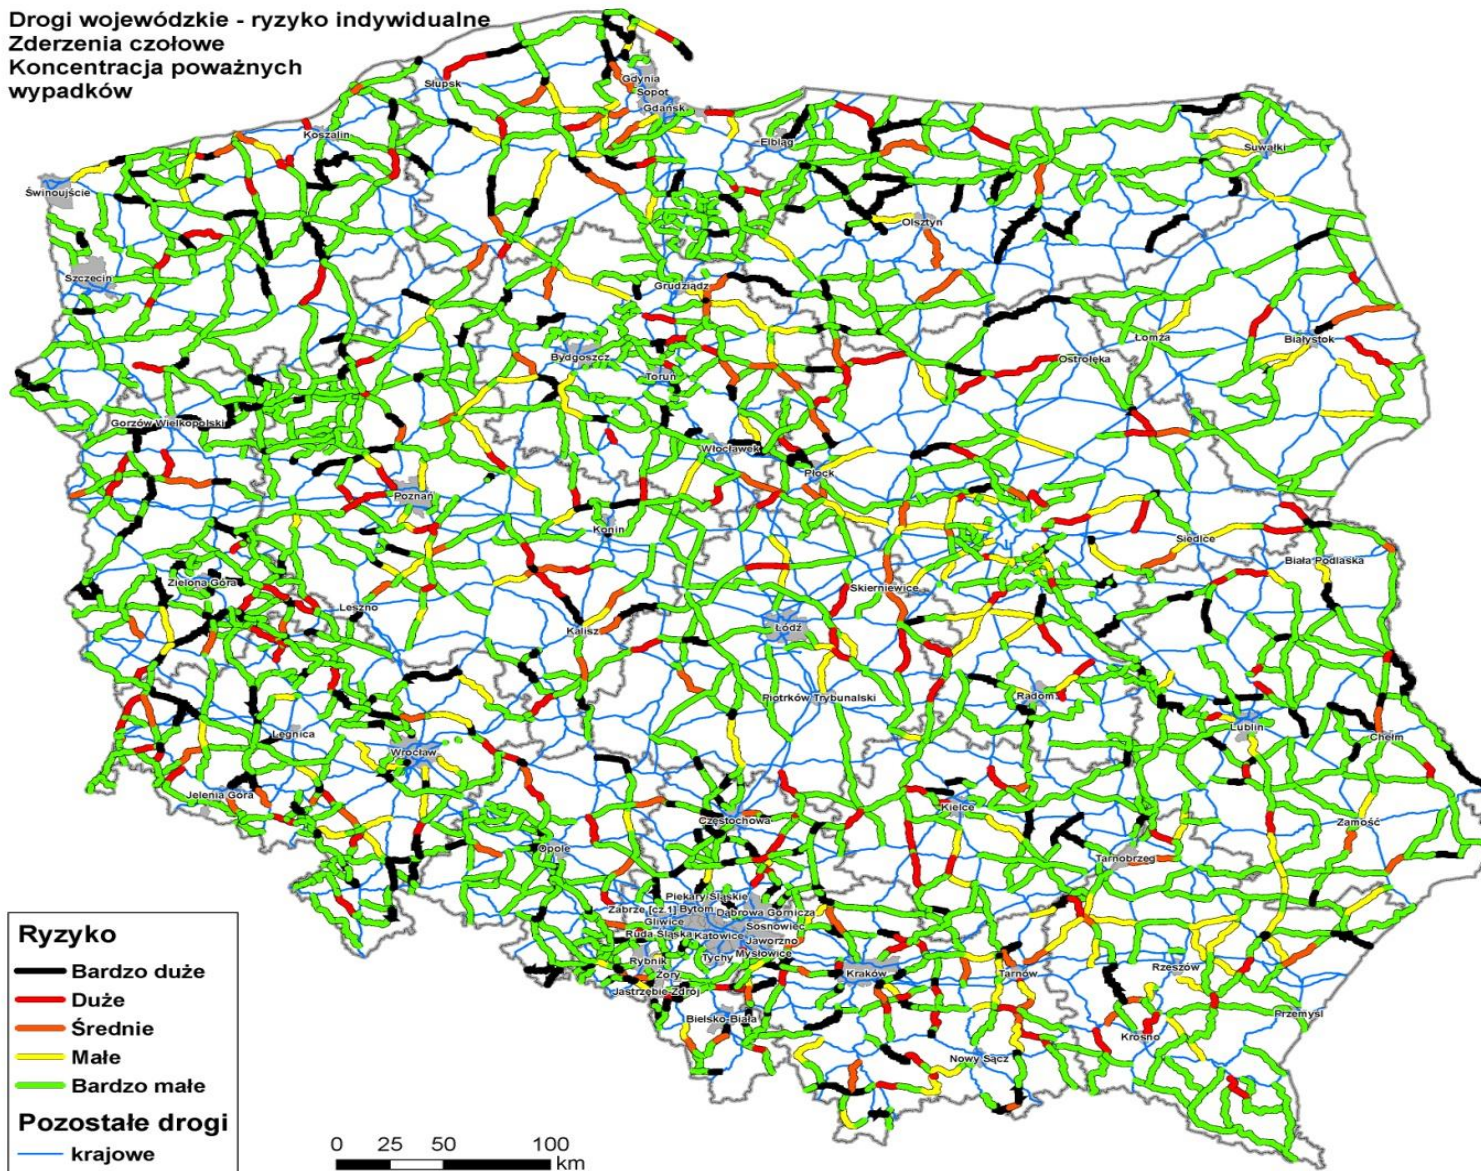 Drogi wojewódzkie - ryzyko indywidualne
Zderzenia czołowe
Koncentracja poważnych
wypadków
Słupsk
Gdynia
Sopot
Gdańsk
Koszalin
Elbląg
Suwałki
Świnoujście
Olsztyn
Szczecin
Grudziądz
Łomża
Białystok
Bydgoszcz
Ostrołęka
Toruń
Gorzów Wielkopolski
Włocławek
Płock
Poznań
Konin
Siedlce
Biała Podlaska
Zielona Góra
Skierniewice
Leszno
Kalisz
Łódź
Piotrków Trybunalski
Radom
Lublin
Legnica
Chełm
Wrocław
Jelenia Góra
Kielce
Częstochowa
Zamość
Opole
Tarnobrzeg
Piekary Śląskie
Zabrze [cz.1]
Bytom
Dąbrowa Górnicza
Gliwice
Sosnowiec
Ruda Śląska
Katowice
Jaworzno
Tychy
Mysłowice
Rybnik
Żory
Kraków
Tarnów
Rzeszów
Jastrzębie-Zdrój
Bielsko-Biała
Przemyśl
Krosno
Nowy Sącz
Ryzyko
Bardzo duże
Duże
Średnie
Małe
Bardzo małe
Pozostałe drogi
krajowe
0 25 50 100
km